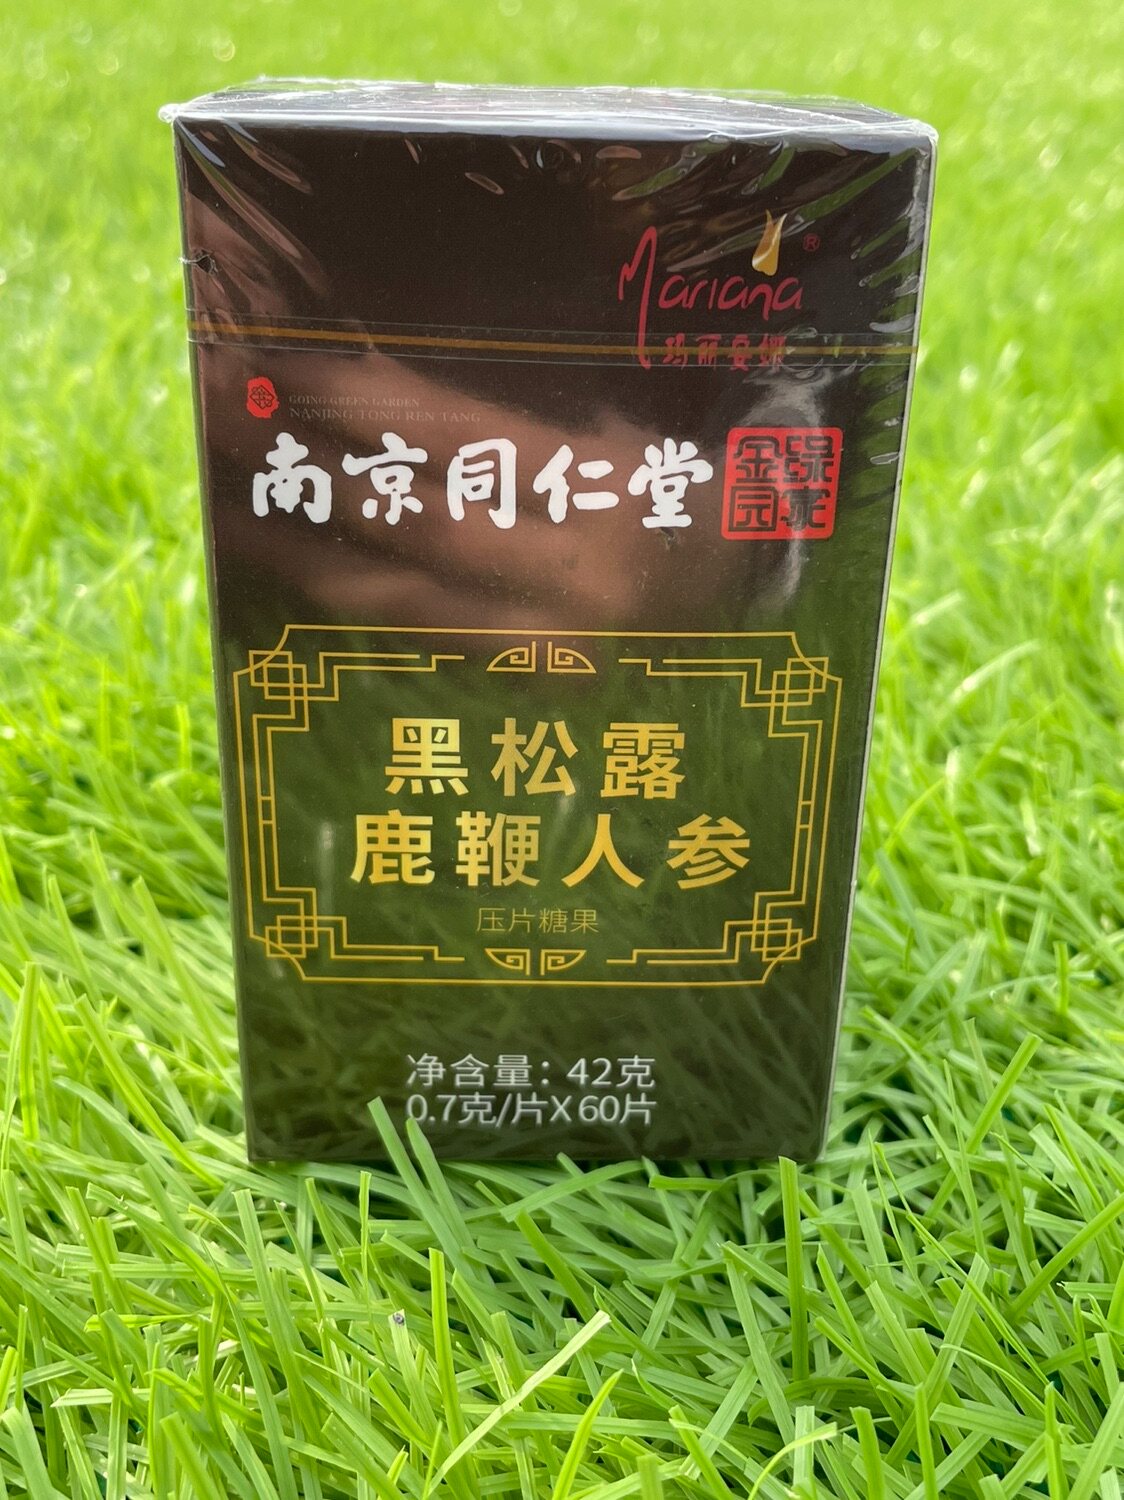 Mariana®
玛丽安娜
GOING GREEN GARDEN
NANJING TONG REN TANG
南京同仁堂
绿金家园
黑松露
鹿鞭人参
压片糖果
净含量：42克
0.7克/片X60片